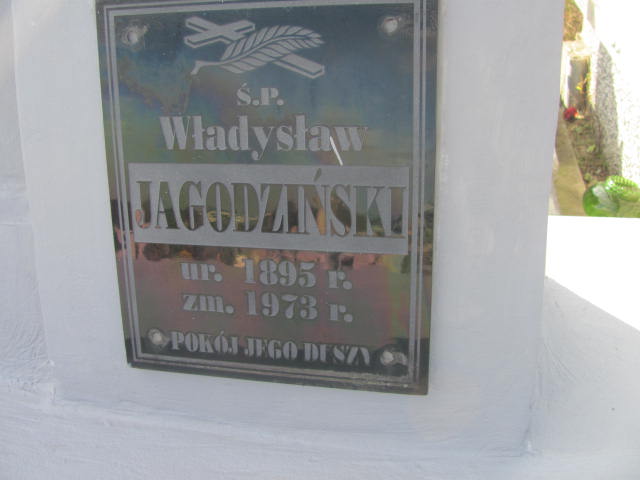 Ś.P.
Władysław
JAGODZIŃSKI
ur. 1895 r.
zm. 1973 r.
POKÓJ JEGO DUSZY